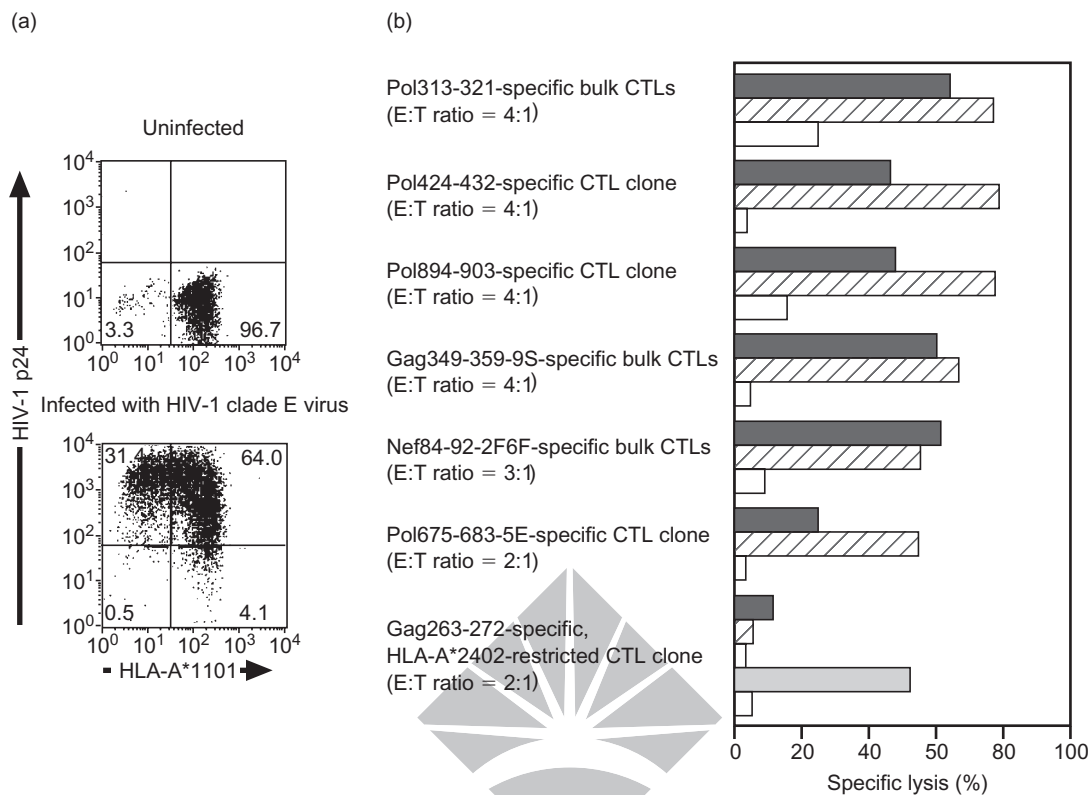 (a)
Uninfected
10⁴
10³
10²
10¹
10⁰
3.3
96.7
10⁰ 10¹ 10² 10³ 10⁴
HIV-1 p24
Infected with HIV-1 clade E virus
10⁴
10³
10²
10¹
10⁰
31.4
64.0
0.5
4.1
10⁰ 10¹ 10² 10³ 10⁴
HLA-A*1101
(b)
Pol313-321-specific bulk CTLs
(E:T ratio = 4:1)
Pol424-432-specific CTL clone
(E:T ratio = 4:1)
Pol894-903-specific CTL clone
(E:T ratio = 4:1)
Gag349-359-9S-specific bulk CTLs
(E:T ratio = 4:1)
Nef84-92-2F6F-specific bulk CTLs
(E:T ratio = 3:1)
Pol675-683-5E-specific CTL clone
(E:T ratio = 2:1)
Gag263-272-specific,
HLA-A*2402-restricted CTL clone
(E:T ratio = 2:1)
0 20 40 50 80 100
Specific lysis (%)